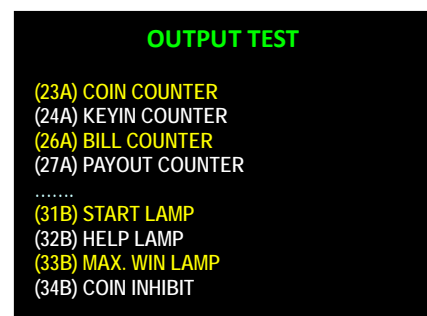 OUTPUT TEST
(23A) COIN COUNTER
(24A) KEYIN COUNTER
(26A) BILL COUNTER
(27A) PAYOUT COUNTER
.......
(31B) START LAMP
(32B) HELP LAMP
(33B) MAX. WIN LAMP
(34B) COIN INHIBIT